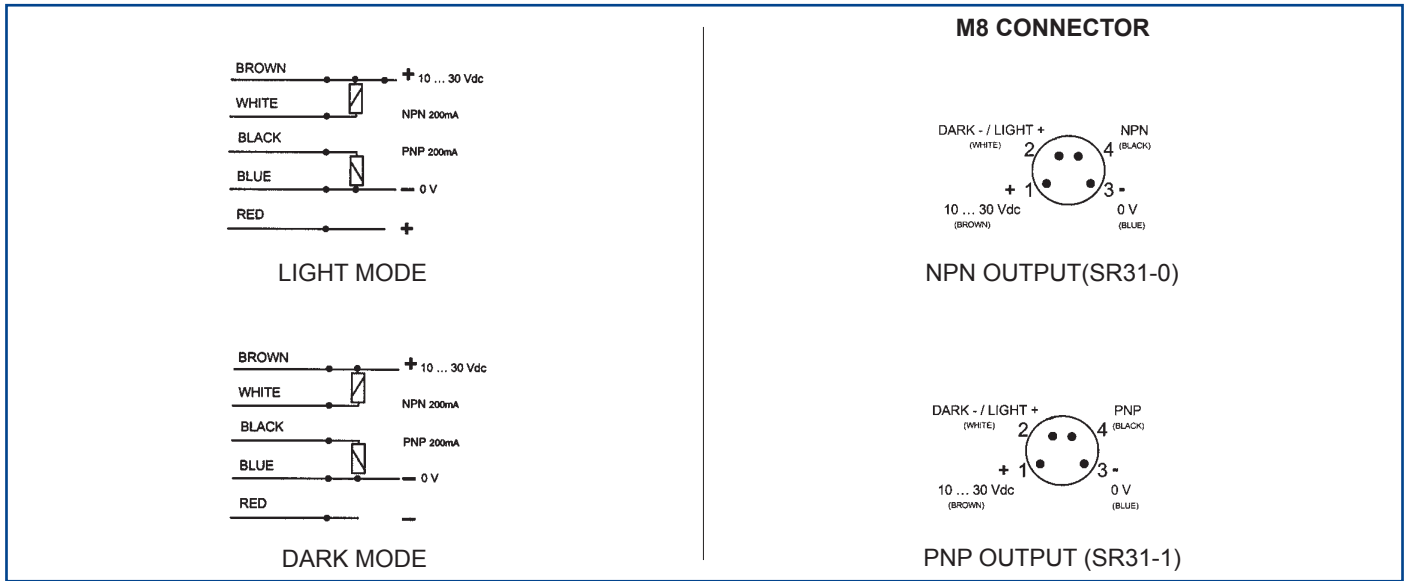 BROWN
+ 10 ... 30 Vdc
WHITE
NPN 200mA
BLACK
PNP 200mA
BLUE
– 0 V
RED
+
LIGHT MODE
BROWN
+ 10 ... 30 Vdc
WHITE
NPN 200mA
BLACK
PNP 200mA
BLUE
– 0 V
RED
–
DARK MODE
M8 CONNECTOR
DARK - / LIGHT +
(WHITE)
2
NPN
(BLACK)
4
+ 1
10 ... 30 Vdc
(BROWN)
3 -
0 V
(BLUE)
NPN OUTPUT(SR31-0)
DARK - / LIGHT +
(WHITE)
2
PNP
(BLACK)
4
+ 1
10 ... 30 Vdc
(BROWN)
3 -
0 V
(BLUE)
PNP OUTPUT (SR31-1)